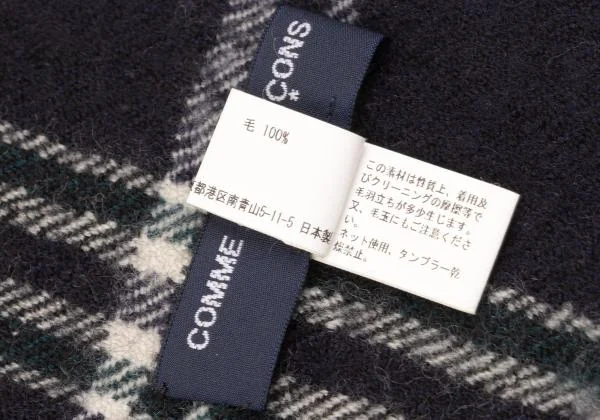 ÇONS
*
毛 100%
都港区南青山5-11-5 日本製
この素材は性質上、着用及
びクリーニングの摩擦等で
毛羽立ちが多少生じます。
又、毛玉にもご注意くださ
い。
ネット使用、タンブラー乾
燥禁止。
COMME